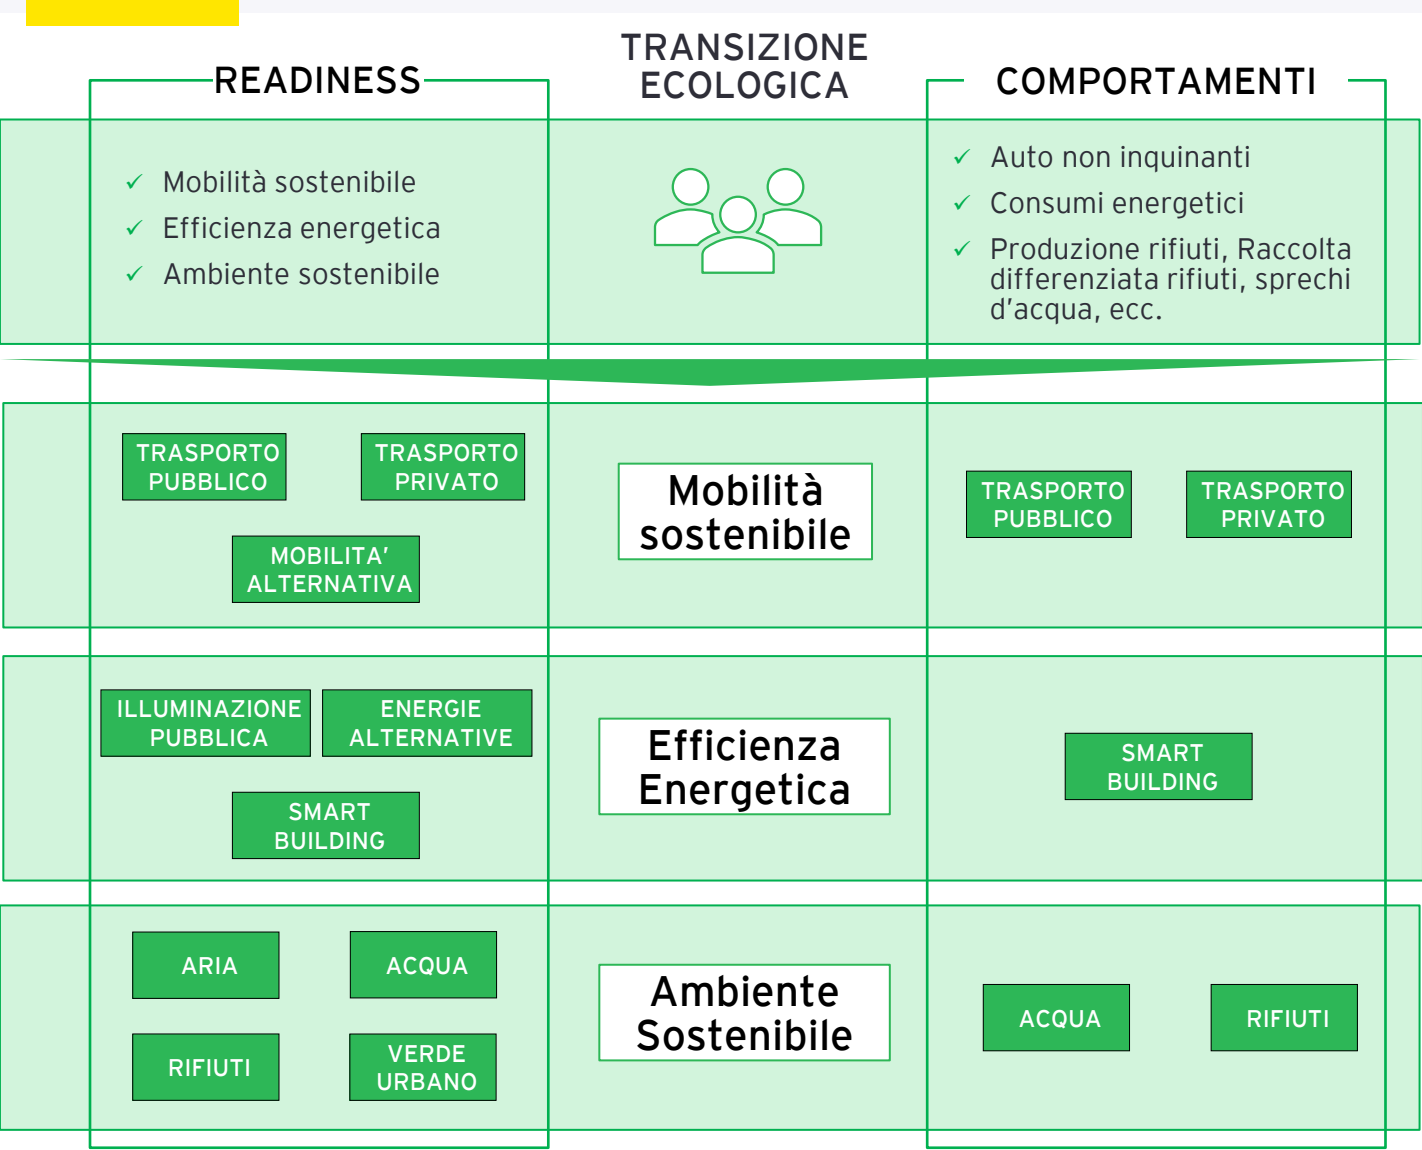 TRANSIZIONE
ECOLOGICA
READINESS
COMPORTAMENTI
Mobilità sostenibile
Efficienza energetica
Ambiente sostenibile
Auto non inquinanti
Consumi energetici
Produzione rifiuti, Raccolta
differenziata rifiuti, sprechi
d’acqua, ecc.
TRASPORTO
PUBBLICO
TRASPORTO
PRIVATO
MOBILITA’
ALTERNATIVA
Mobilità
sostenibile
TRASPORTO
PUBBLICO
TRASPORTO
PRIVATO
ILLUMINAZIONE
PUBBLICA
ENERGIE
ALTERNATIVE
SMART
BUILDING
Efficienza
Energetica
SMART
BUILDING
ARIA
ACQUA
RIFIUTI
VERDE
URBANO
Ambiente
Sostenibile
ACQUA
RIFIUTI